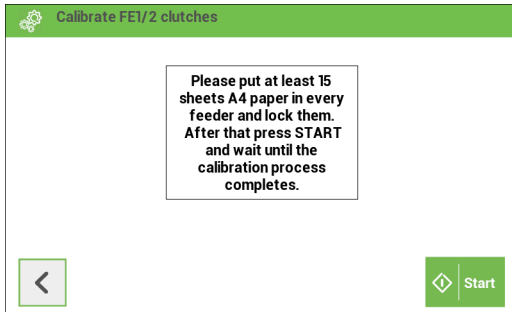 Calibrate FE1/2 clutches
Please put at least 15
sheets A4 paper in every
feeder and lock them.
After that press START
and wait until the
calibration process
completes.
Start